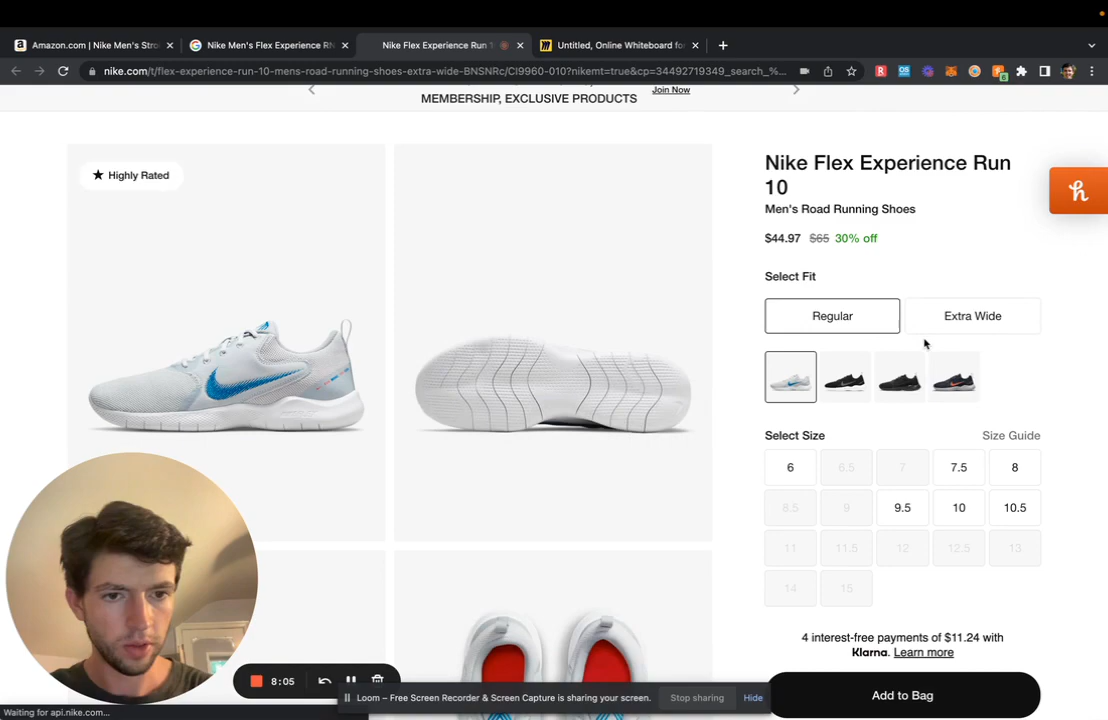 Amazon.com | Nike Men's Stro
Nike Men's Flex Experience RN
Nike Flex Experience Run 1
Untitled, Online Whiteboard for
nike.com/t/flex-experience-run-10-mens-road-running-shoes-extra-wide-BNSNRc/CI9960-010?nikemt=true&cp=34492719349_search_%...
MEMBERSHIP, EXCLUSIVE PRODUCTS
Join Now
★ Highly Rated
Nike Flex Experience Run
10
Men's Road Running Shoes
$44.97 $65 30% off
Select Fit
Regular Extra Wide
Select Size Size Guide
6 6.5 7 7.5 8
8.5 9 9.5 10 10.5
11 11.5 12 12.5 13
14 15
4 interest-free payments of $11.24 with
Klarna. Learn more
Add to Bag
8:05
Loom – Free Screen Recorder & Screen Capture is sharing your screen. Stop sharing Hide
Waiting for api.nike.com...